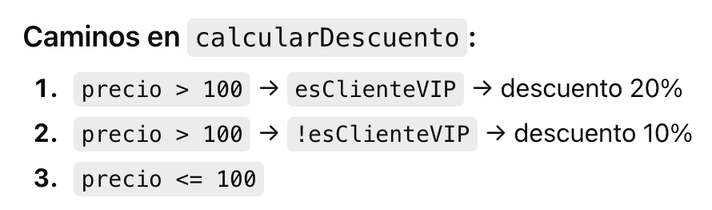 Caminos en calcularDescuento:
1. precio > 100 → esClienteVIP → descuento 20%
2. precio > 100 → !esClienteVIP → descuento 10%
3. precio <= 100